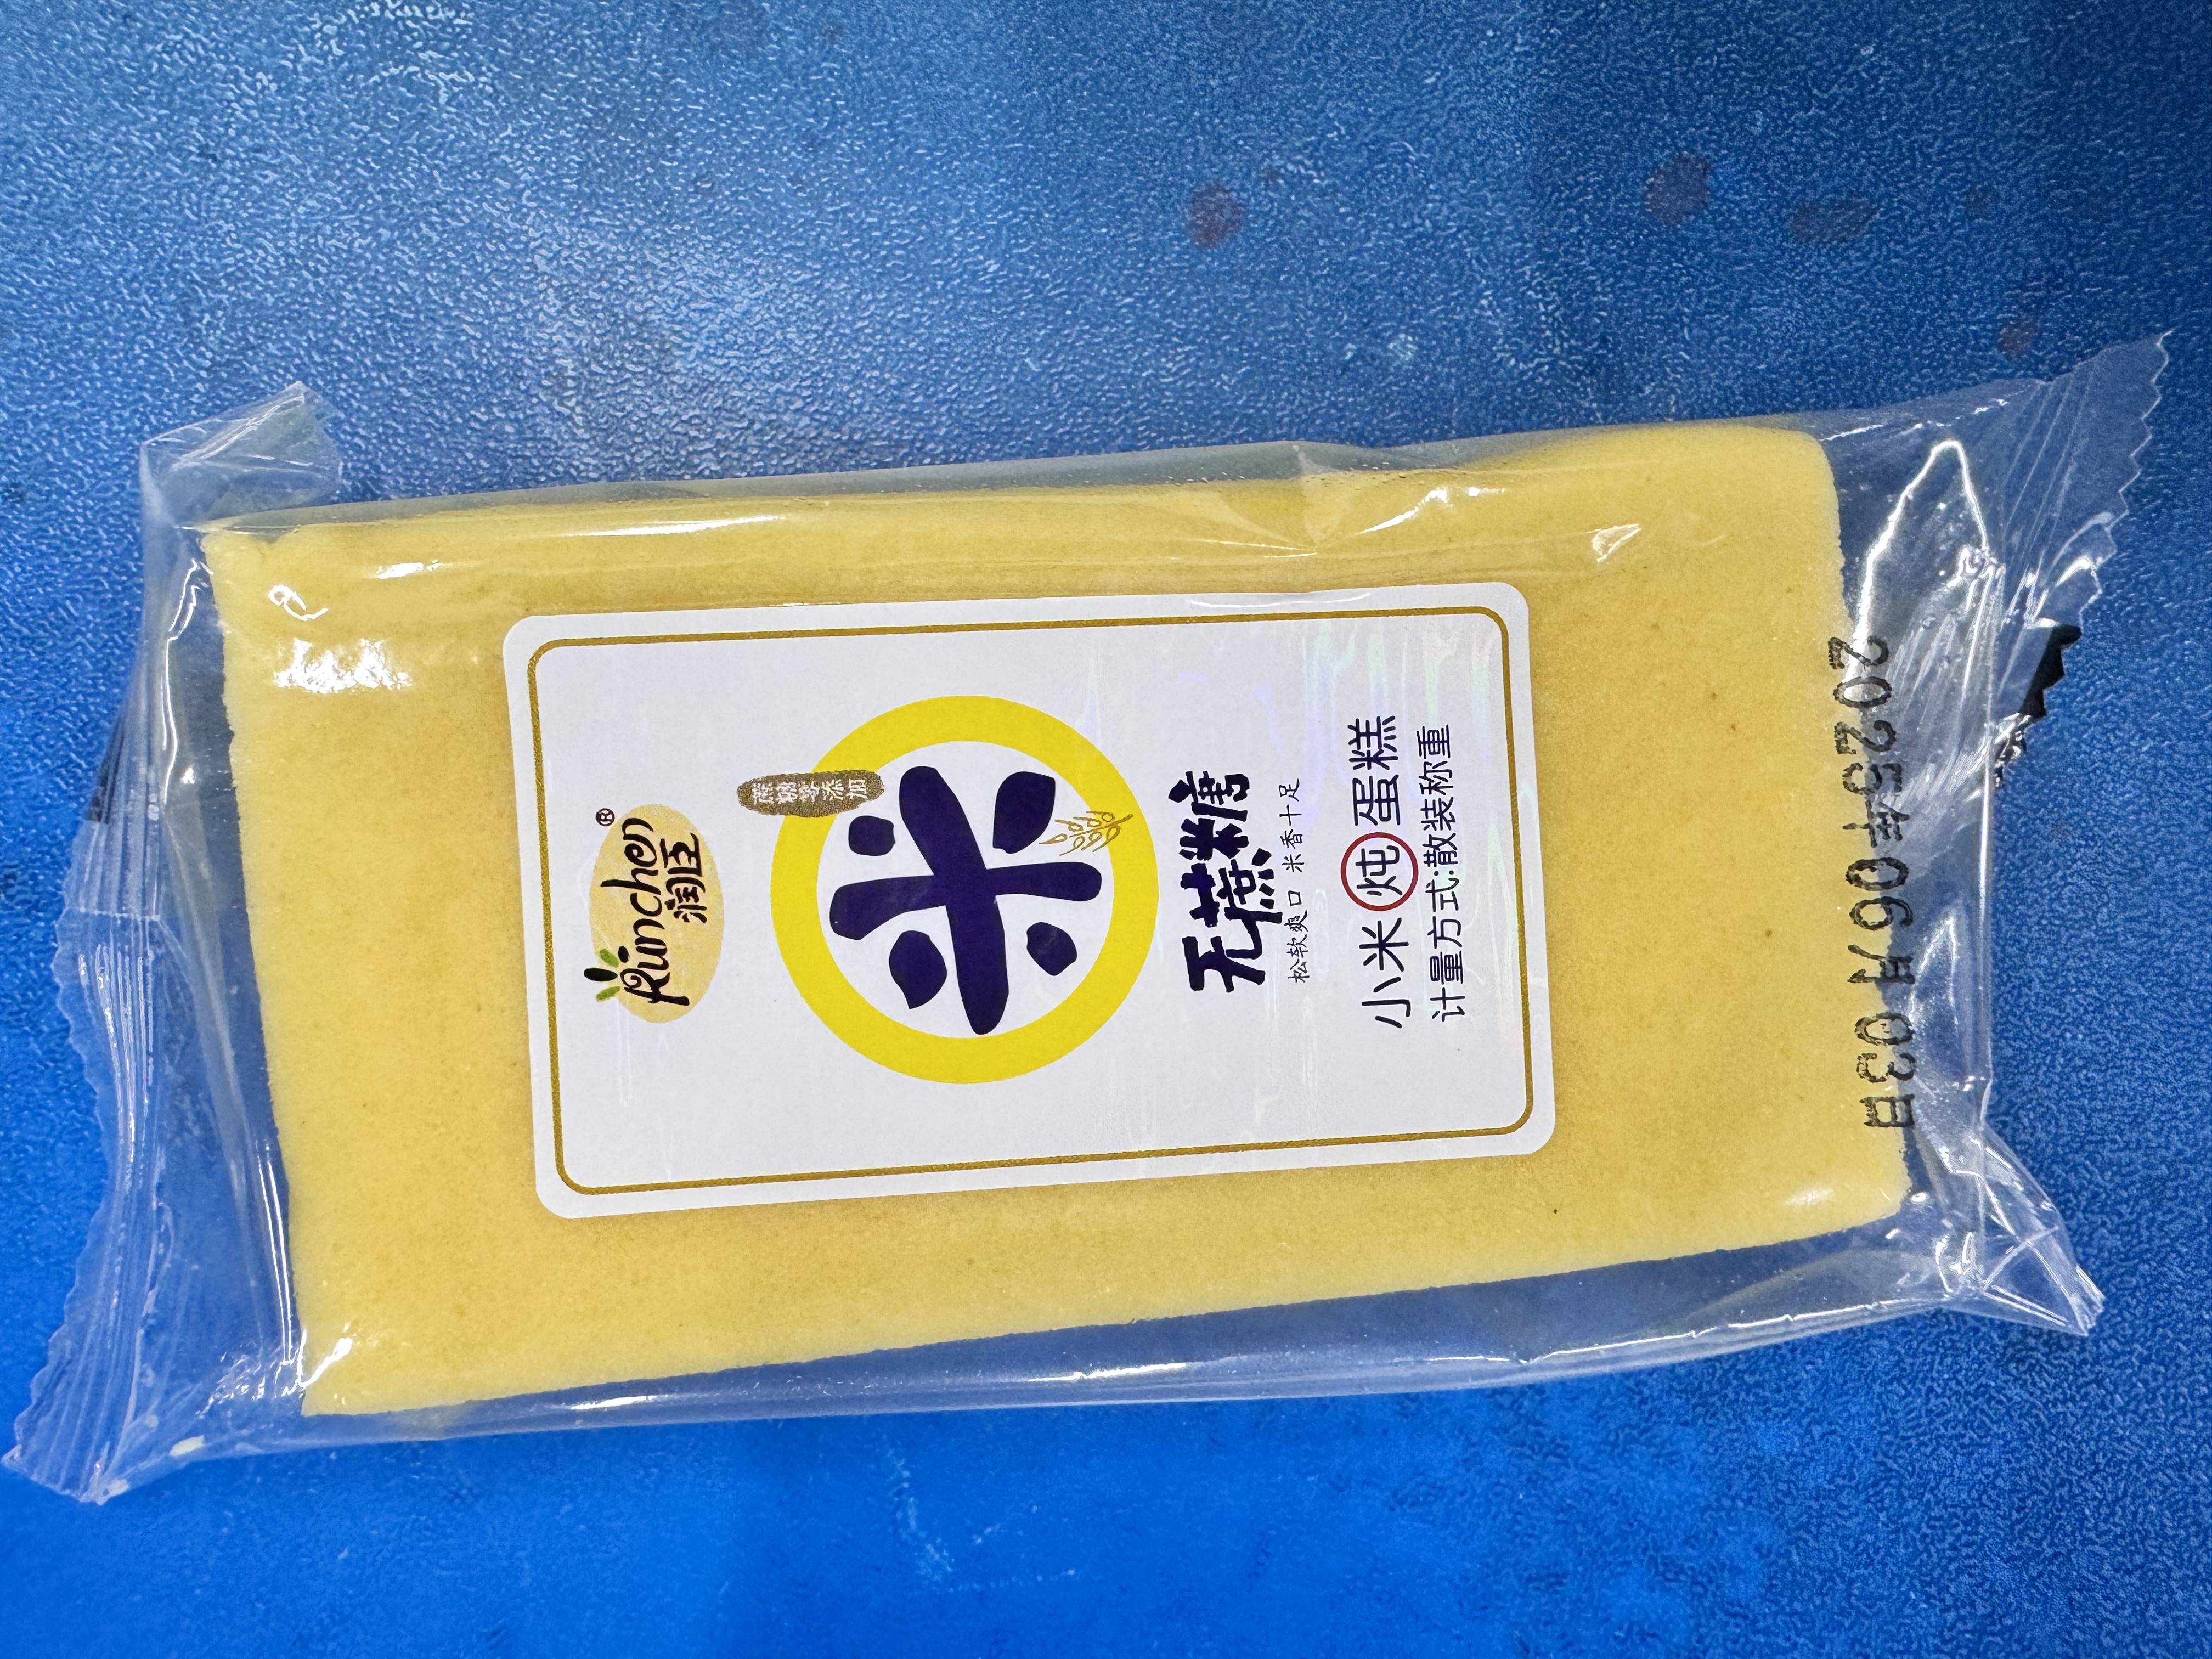 Runchen®
润臣
蔗糖零添加
米
无蔗糖
松软爽口 米香十足
小米炖蛋糕
计量方式:散装称重
2025年06月03日